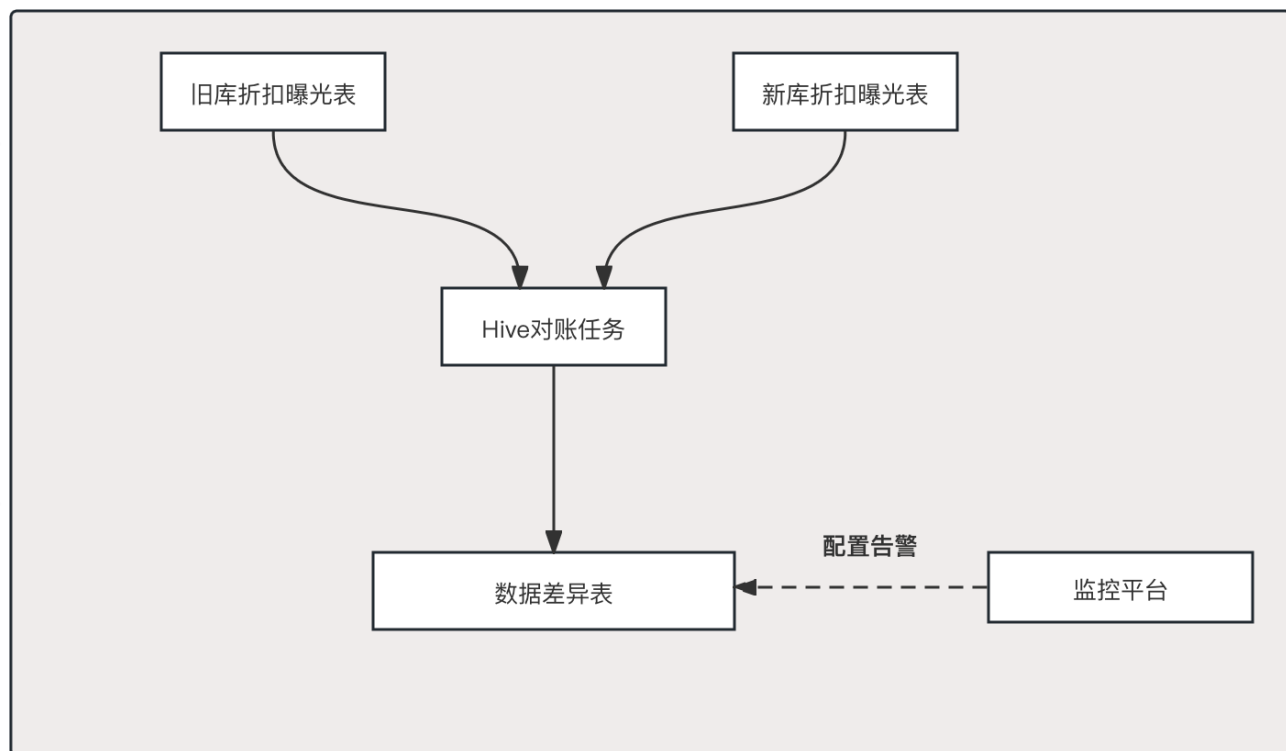 旧库折扣曝光表
新库折扣曝光表
Hive对账任务
配置告警
数据差异表
监控平台